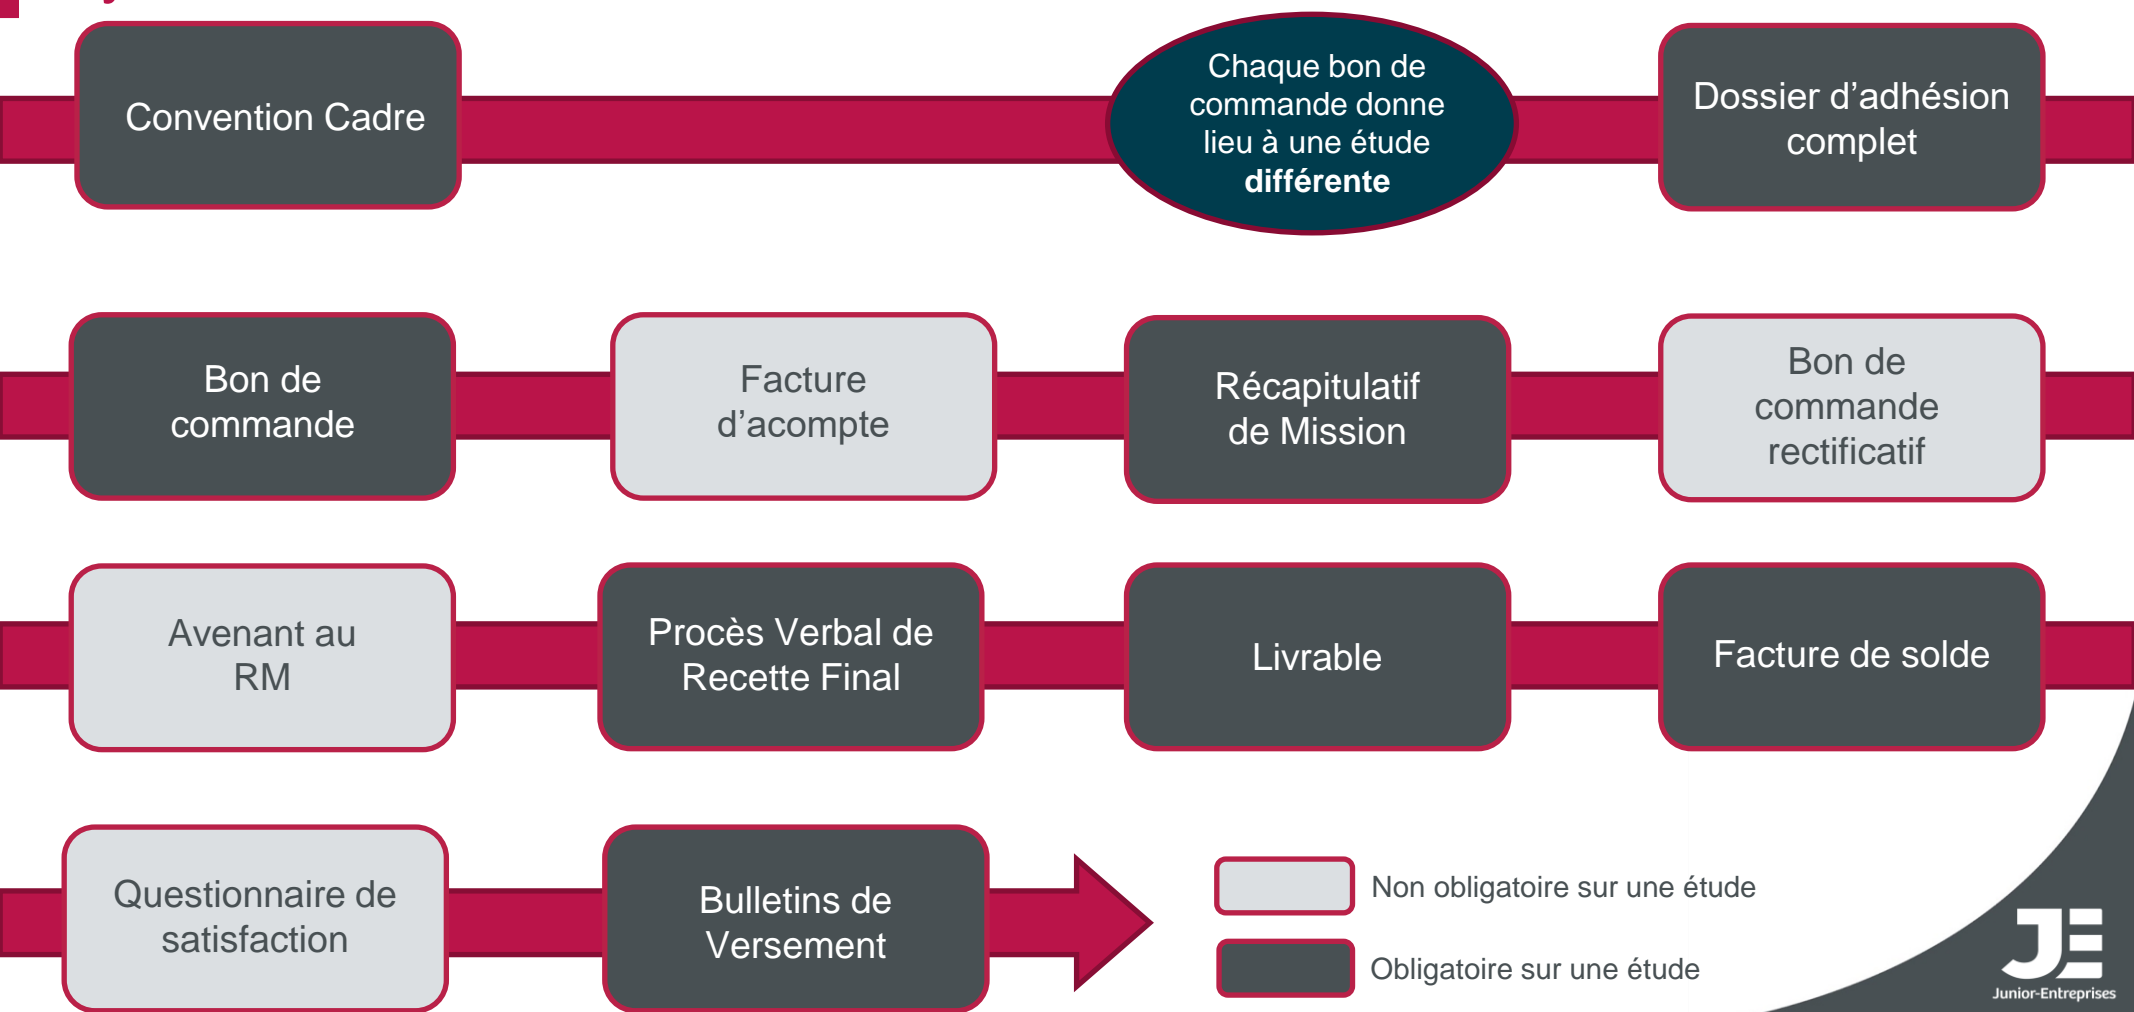 Convention Cadre
Chaque bon de
commande donne
lieu à une étude
différente
Dossier d'adhésion
complet
Bon de
commande
Facture
d’acompte
Récapitulatif
de Mission
Bon de
commande
rectificatif
Avenant au
RM
Procès Verbal de
Recette Final
Livrable
Facture de solde
Questionnaire de
satisfaction
Bulletins de
Versement
Non obligatoire sur une étude
Obligatoire sur une étude
JE
Junior-Entreprises